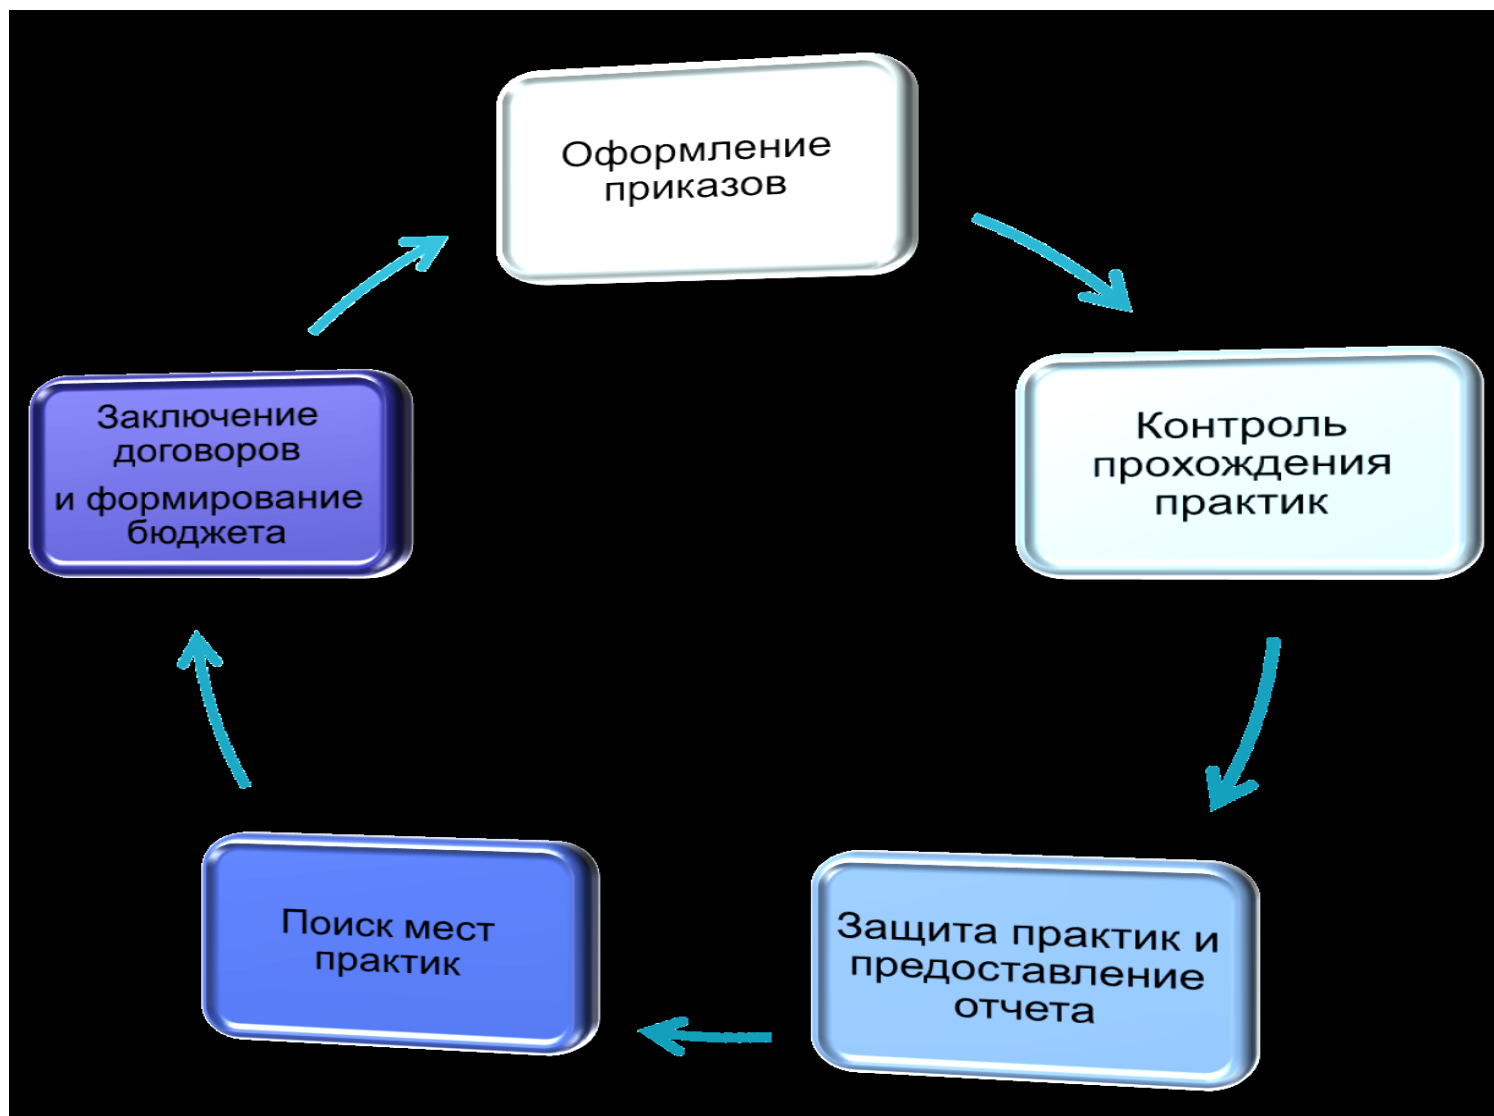 Оформление
приказов
Контроль
прохождения
практик
Защита практик и
предоставление
отчета
Поиск мест
практик
Заключение
договоров
и формирование
бюджета